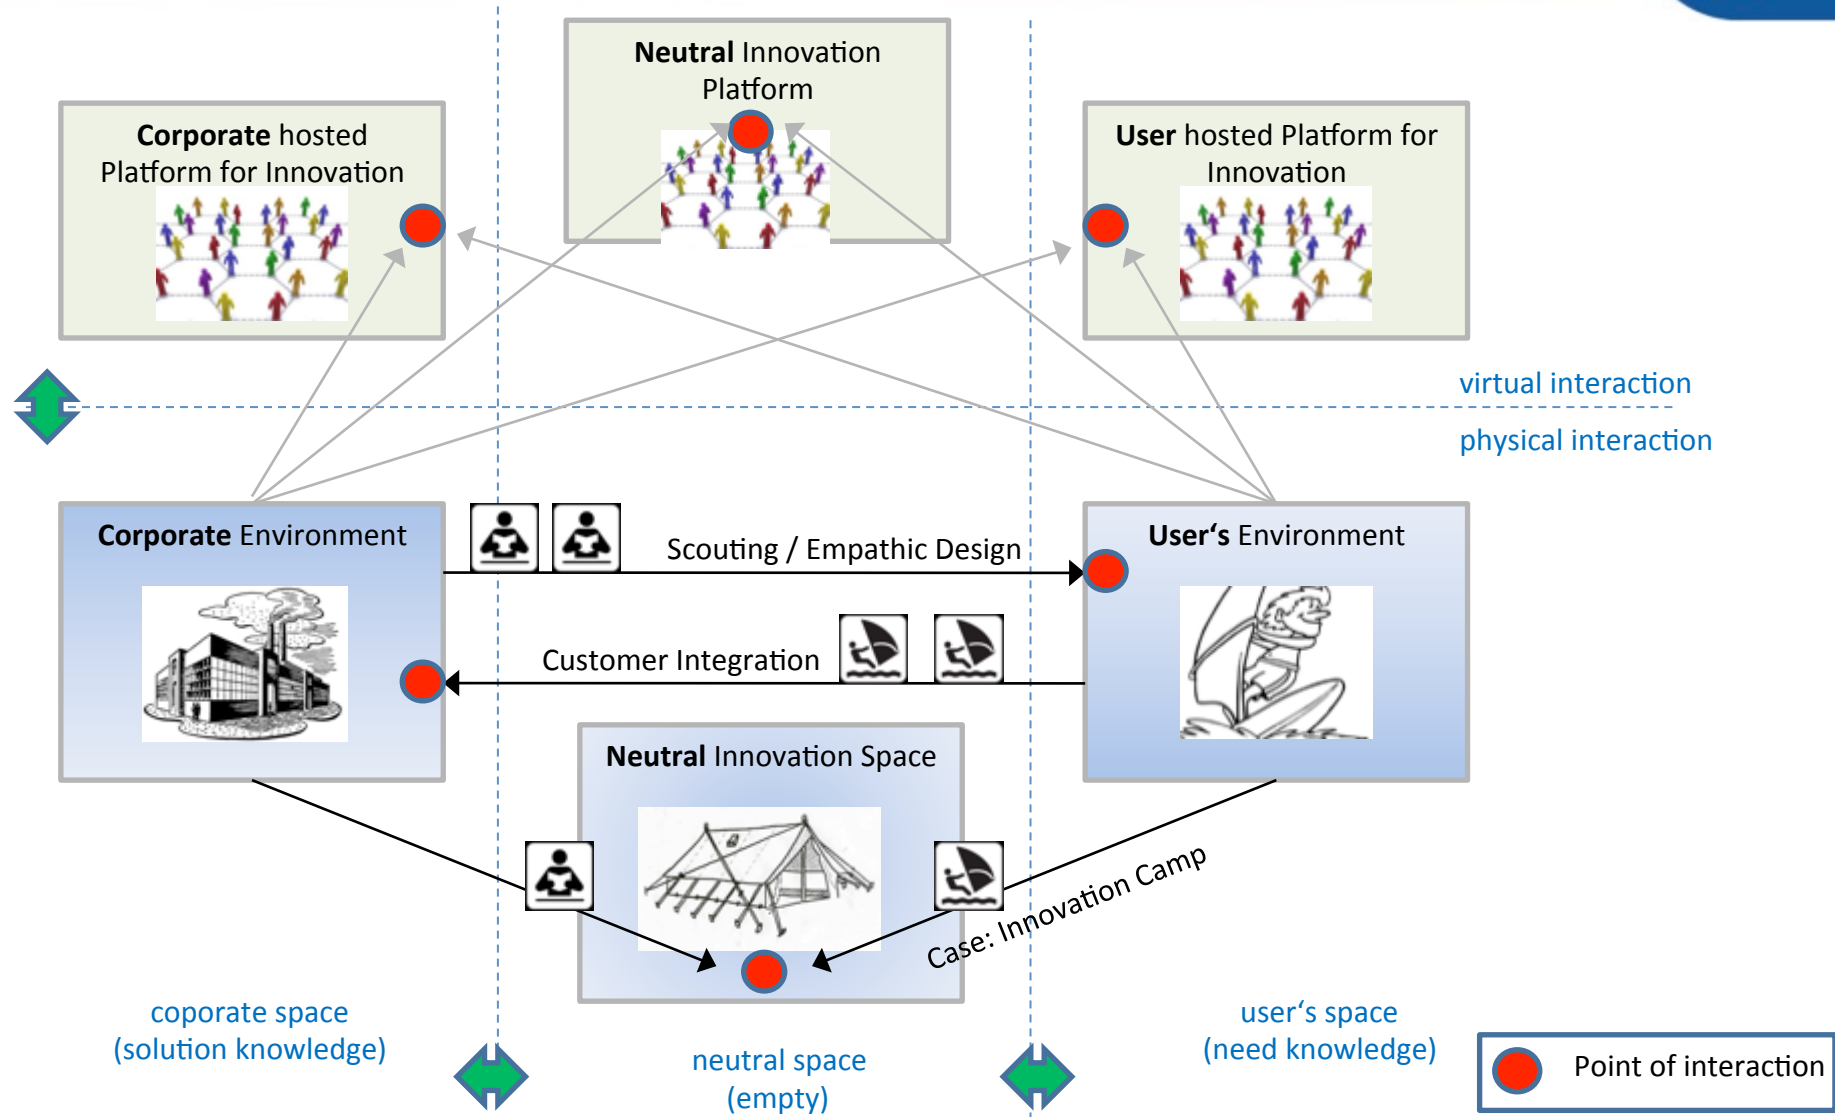 Neutral Innovation
Platform
Corporate hosted
Platform for Innovation
User hosted Platform for
Innovation
virtual interaction
physical interaction
Corporate Environment
Scouting / Empathic Design
User‘s Environment
Customer Integration
Neutral Innovation Space
Case: Innovation Camp
coporate space
(solution knowledge)
neutral space
(empty)
user‘s space
(need knowledge)
Point of interaction